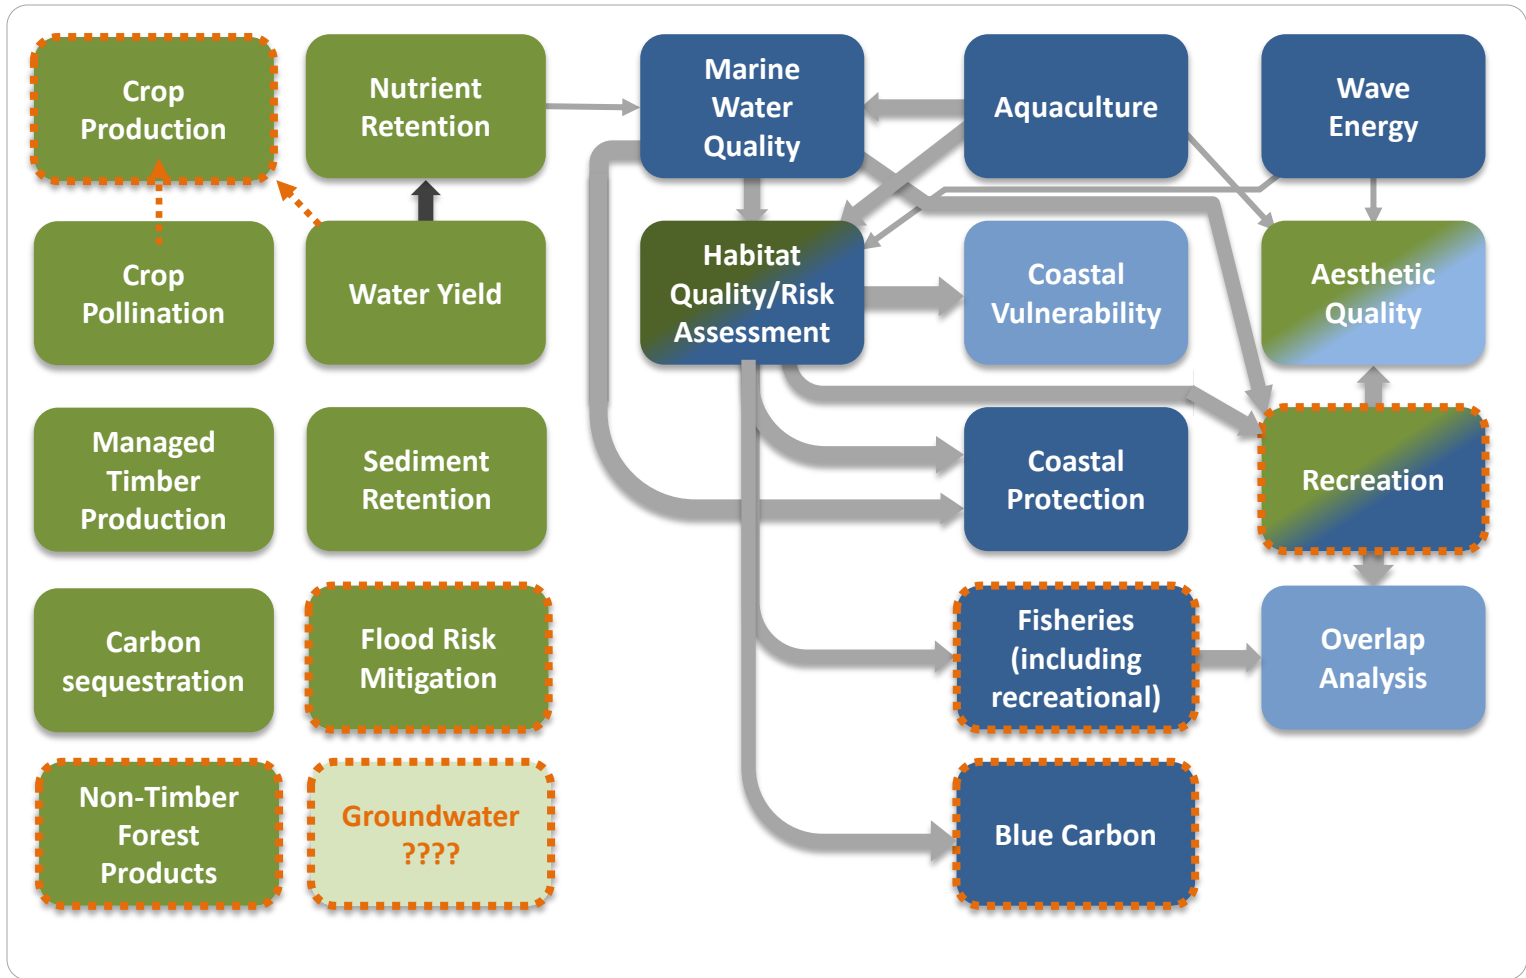 Crop
Production
Nutrient
Retention
Marine
Water
Quality
Aquaculture
Wave
Energy
Crop
Pollination
Water Yield
Habitat
Quality/Risk
Assessment
Coastal
Vulnerability
Aesthetic
Quality
Managed
Timber
Production
Sediment
Retention
Coastal
Protection
Recreation
Carbon
sequestration
Flood Risk
Mitigation
Fisheries
(including
recreational)
Overlap
Analysis
Non-Timber
Forest
Products
Groundwater
????
Blue Carbon